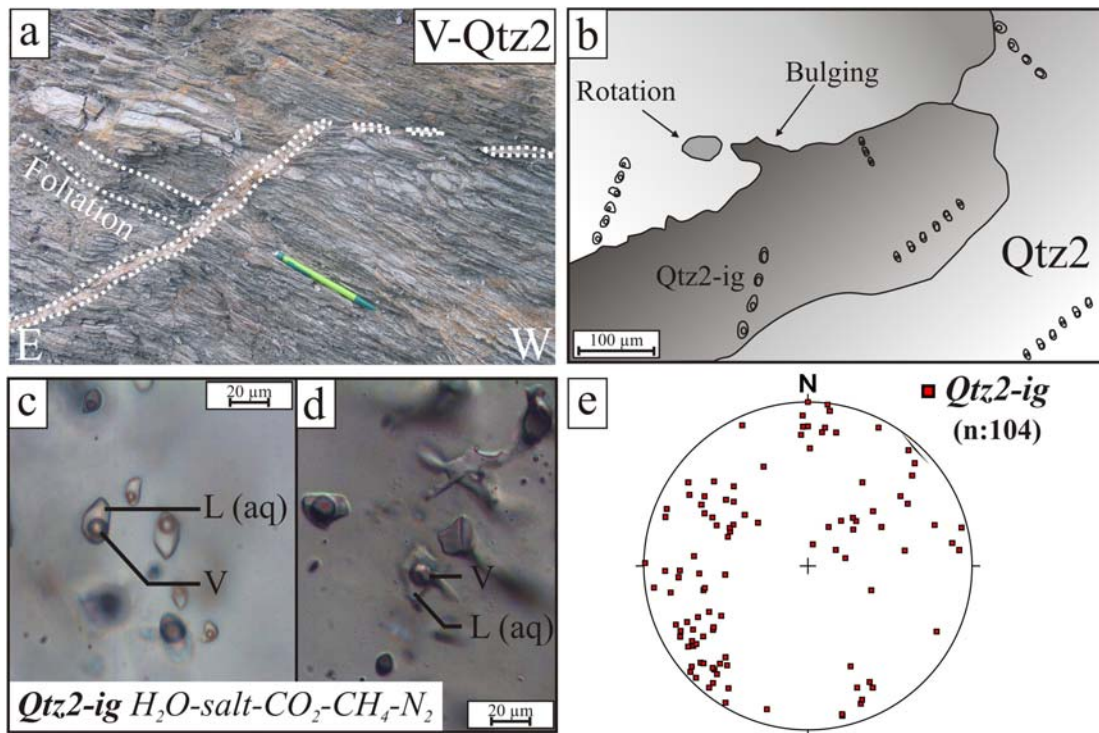 a
V-Qtz2
Foliation
E
W
b
Rotation
Bulging
Qtz2-ig
Qtz2
100 µm
c
20 µm
L (aq)
V
d
V
L (aq)
20 µm
Qtz2-ig H₂O-salt-CO₂-CH₄-N₂
e
N
Qtz2-ig
(n:104)